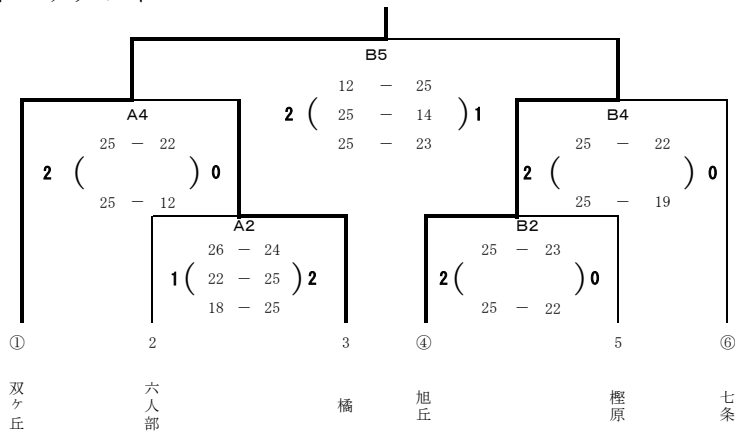 B5
12 － 25
2 ( 25 － 14 ) 1
25 － 23
A4
25 － 22
2 ( ) 0
25 － 12
B4
25 － 22
2 ( ) 0
25 － 19
A2
26 － 24
1 ( 22 － 25 ) 2
18 － 25
B2
25 － 23
2 ( ) 0
25 － 22
① 2 3 ④ 5 ⑥
双ヶ丘
六人部
橘
旭丘
樫原
七条